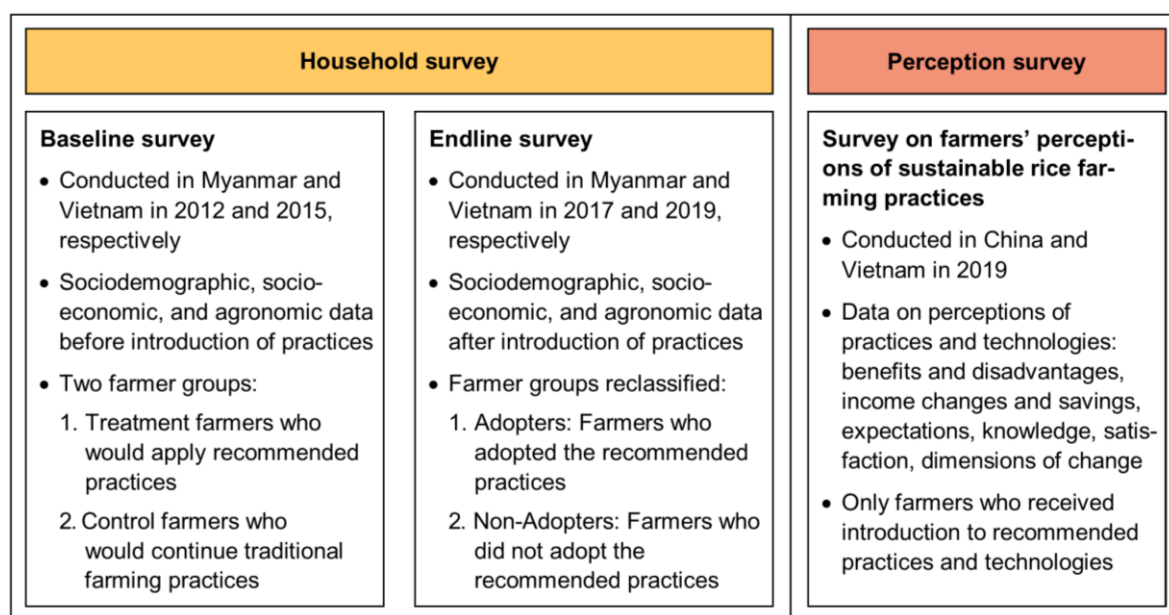 Household survey
Baseline survey
• Conducted in Myanmar and
Vietnam in 2012 and 2015,
respectively
• Sociodemographic, socio-
economic, and agronomic data
before introduction of practices
• Two farmer groups:
1. Treatment farmers who
would apply recommended
practices
2. Control farmers who
would continue traditional
farming practices
Endline survey
• Conducted in Myanmar and
Vietnam in 2017 and 2019,
respectively
• Sociodemographic, socio-
economic, and agronomic data
after introduction of practices
• Farmer groups reclassified:
1. Adopters: Farmers who
adopted the recommended
practices
2. Non-Adopters: Farmers who
did not adopt the
recommended practices
Perception survey
Survey on farmers’ percepti-
ons of sustainable rice far-
ming practices
• Conducted in China and
Vietnam in 2019
• Data on perceptions of
practices and technologies:
benefits and disadvantages,
income changes and savings,
expectations, knowledge, satis-
faction, dimensions of change
• Only farmers who received
introduction to recommended
practices and technologies